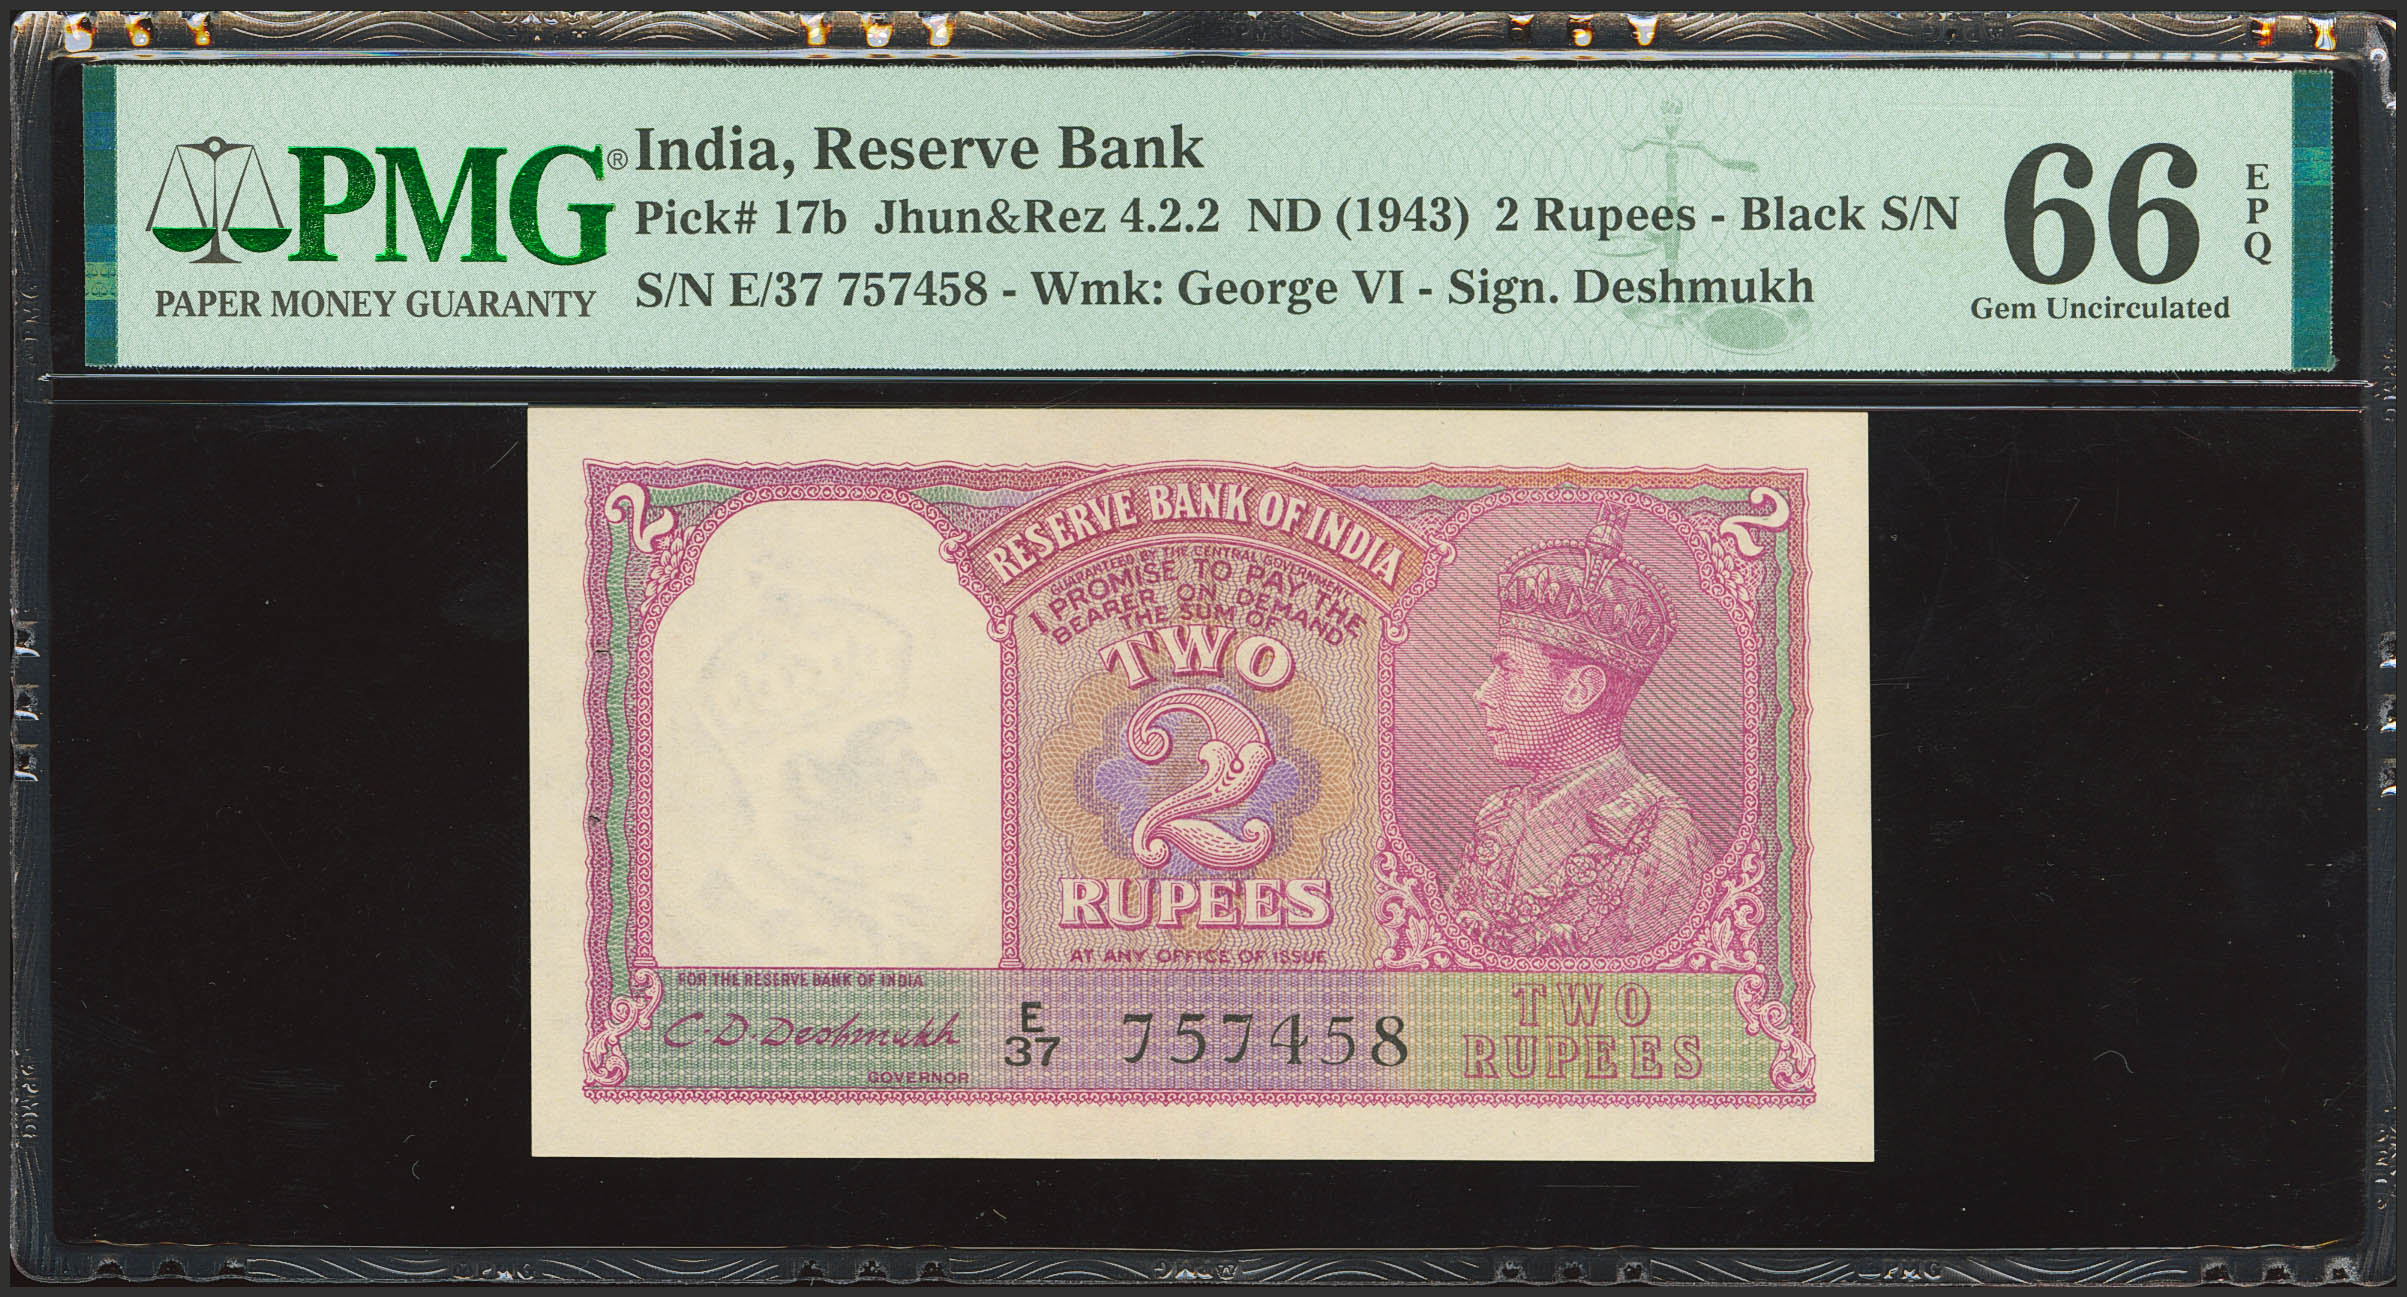 PMG®
PAPER MONEY GUARANTY
India, Reserve Bank
Pick# 17b Jhun&Rez 4.2.2 ND (1943) 2 Rupees - Black S/N
S/N E/37 757458 - Wmk: George VI - Sign. Deshmukh
66
EPQ
Gem Uncirculated
2
2
RESERVE BANK OF INDIA
GUARANTEED BY THE CENTRAL GOVERNMENT
I PROMISE TO PAY THE
BEARER ON DEMAND
THE SUM OF
TWO
2
RUPEES
AT ANY OFFICE OF ISSUE
FOR THE RESERVE BANK OF INDIA
C. D. Deshmukh
GOVERNOR
E
37
757458
TWO
RUPEES